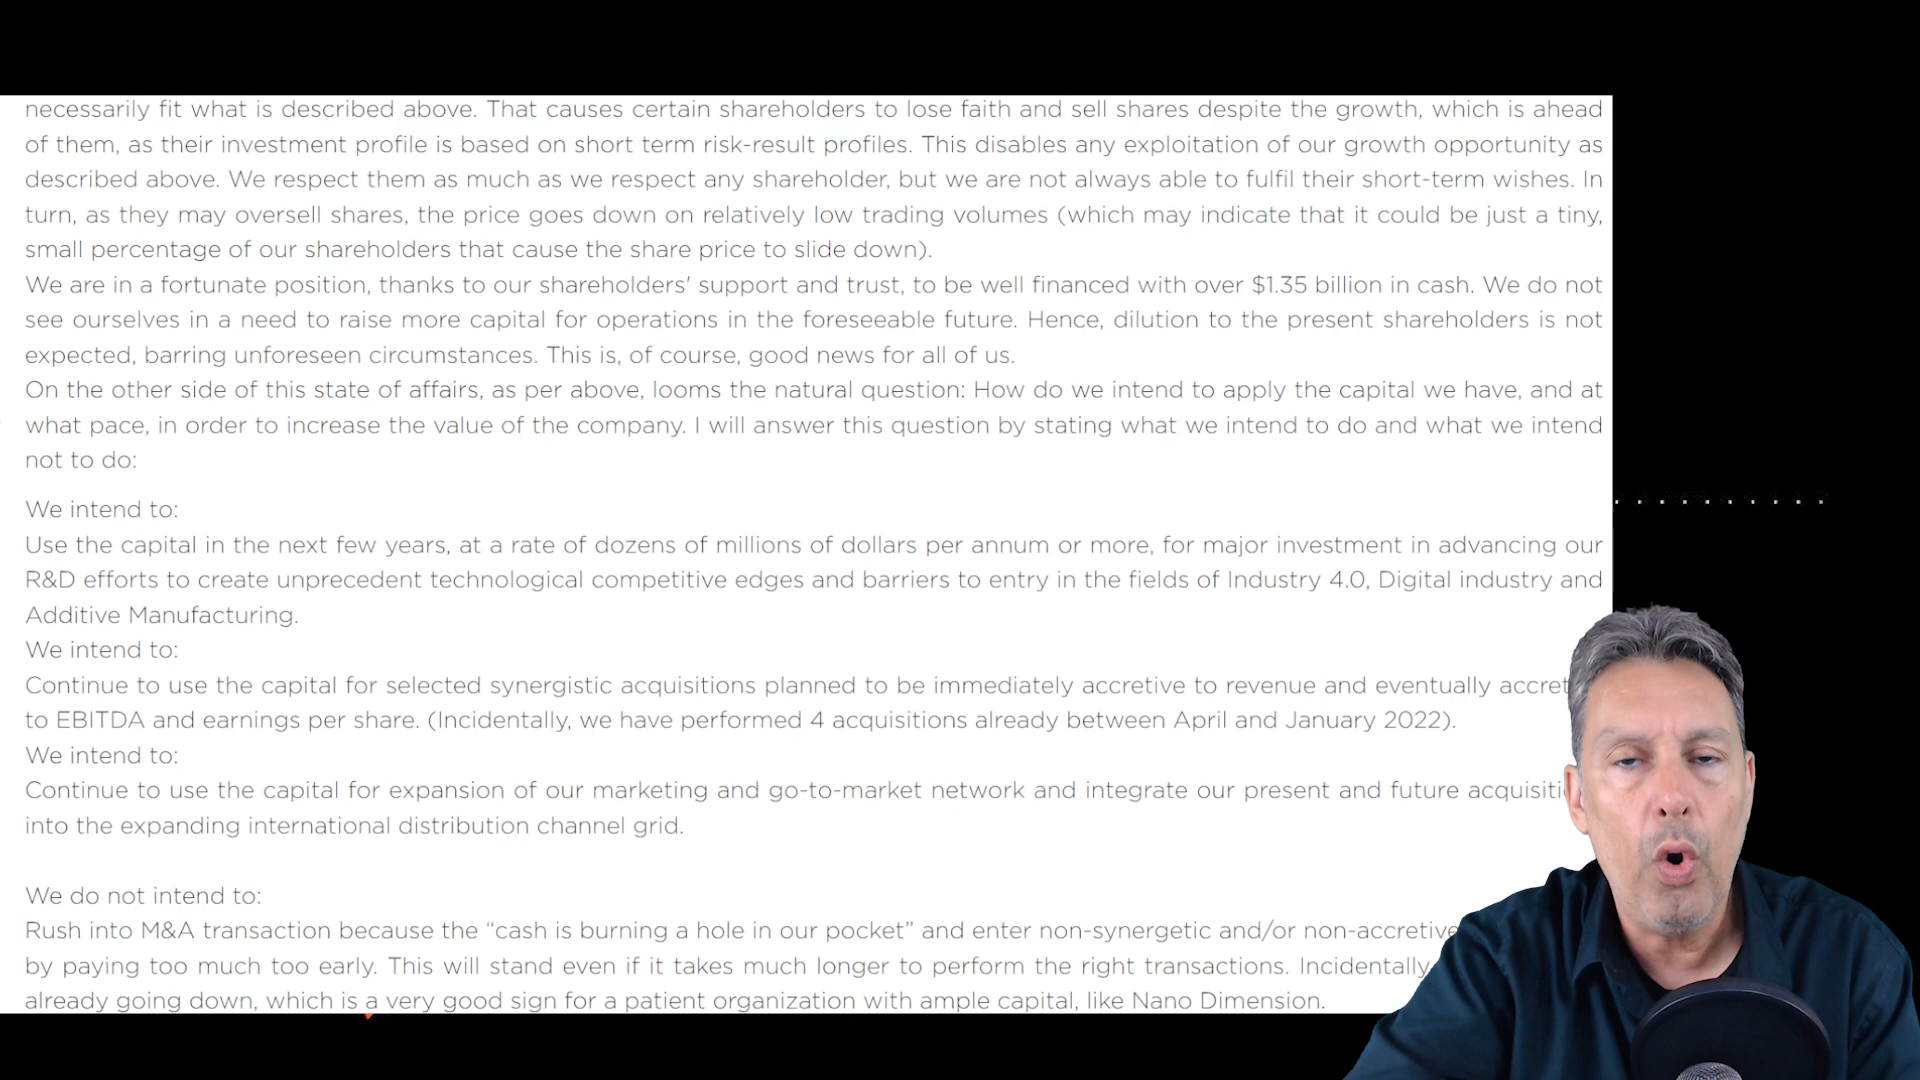 necessarily fit what is described above. That causes certain shareholders to lose faith and sell shares despite the growth, which is ahead
of them, as their investment profile is based on short term risk-result profiles. This disables any exploitation of our growth opportunity as
described above. We respect them as much as we respect any shareholder, but we are not always able to fulfil their short-term wishes. In
turn, as they may oversell shares, the price goes down on relatively low trading volumes (which may indicate that it could be just a tiny,
small percentage of our shareholders that cause the share price to slide down).
We are in a fortunate position, thanks to our shareholders' support and trust, to be well financed with over $1.35 billion in cash. We do not
see ourselves in a need to raise more capital for operations in the foreseeable future. Hence, dilution to the present shareholders is not
expected, barring unforeseen circumstances. This is, of course, good news for all of us.
On the other side of this state of affairs, as per above, looms the natural question: How do we intend to apply the capital we have, and at
what pace, in order to increase the value of the company. I will answer this question by stating what we intend to do and what we intend
not to do:
We intend to:
Use the capital in the next few years, at a rate of dozens of millions of dollars per annum or more, for major investment in advancing our
R&D efforts to create unprecedent technological competitive edges and barriers to entry in the fields of Industry 4.0, Digital industry and
Additive Manufacturing.
We intend to:
Continue to use the capital for selected synergistic acquisitions planned to be immediately accretive to revenue and eventually accret
to EBITDA and earnings per share. (Incidentally, we have performed 4 acquisitions already between April and January 2022).
We intend to:
Continue to use the capital for expansion of our marketing and go-to-market network and integrate our present and future acquisiti
into the expanding international distribution channel grid.
We do not intend to:
Rush into M&A transaction because the “cash is burning a hole in our pocket” and enter non-synergetic and/or non-accretive
by paying too much too early. This will stand even if it takes much longer to perform the right transactions. Incidentally
already going down, which is a very good sign for a patient organization with ample capital, like Nano Dimension.